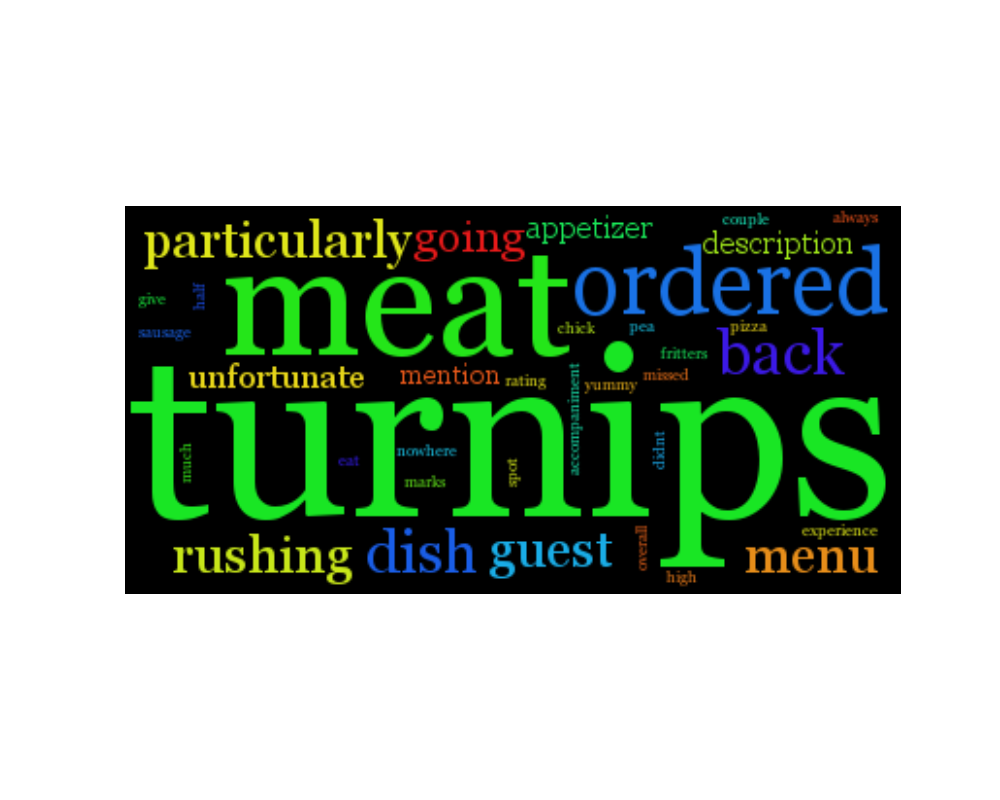 couple
always
particularly
going
appetizer
description
ordered
meat
give
half
sausage
chick
pea
pizza
back
fritters
unfortunate
mention
rating
yummy
missed
accompaniment
turnips
much
eat
nowhere
marks
spot
didnt
experience
rushing
dish
guest
overall
menu
high